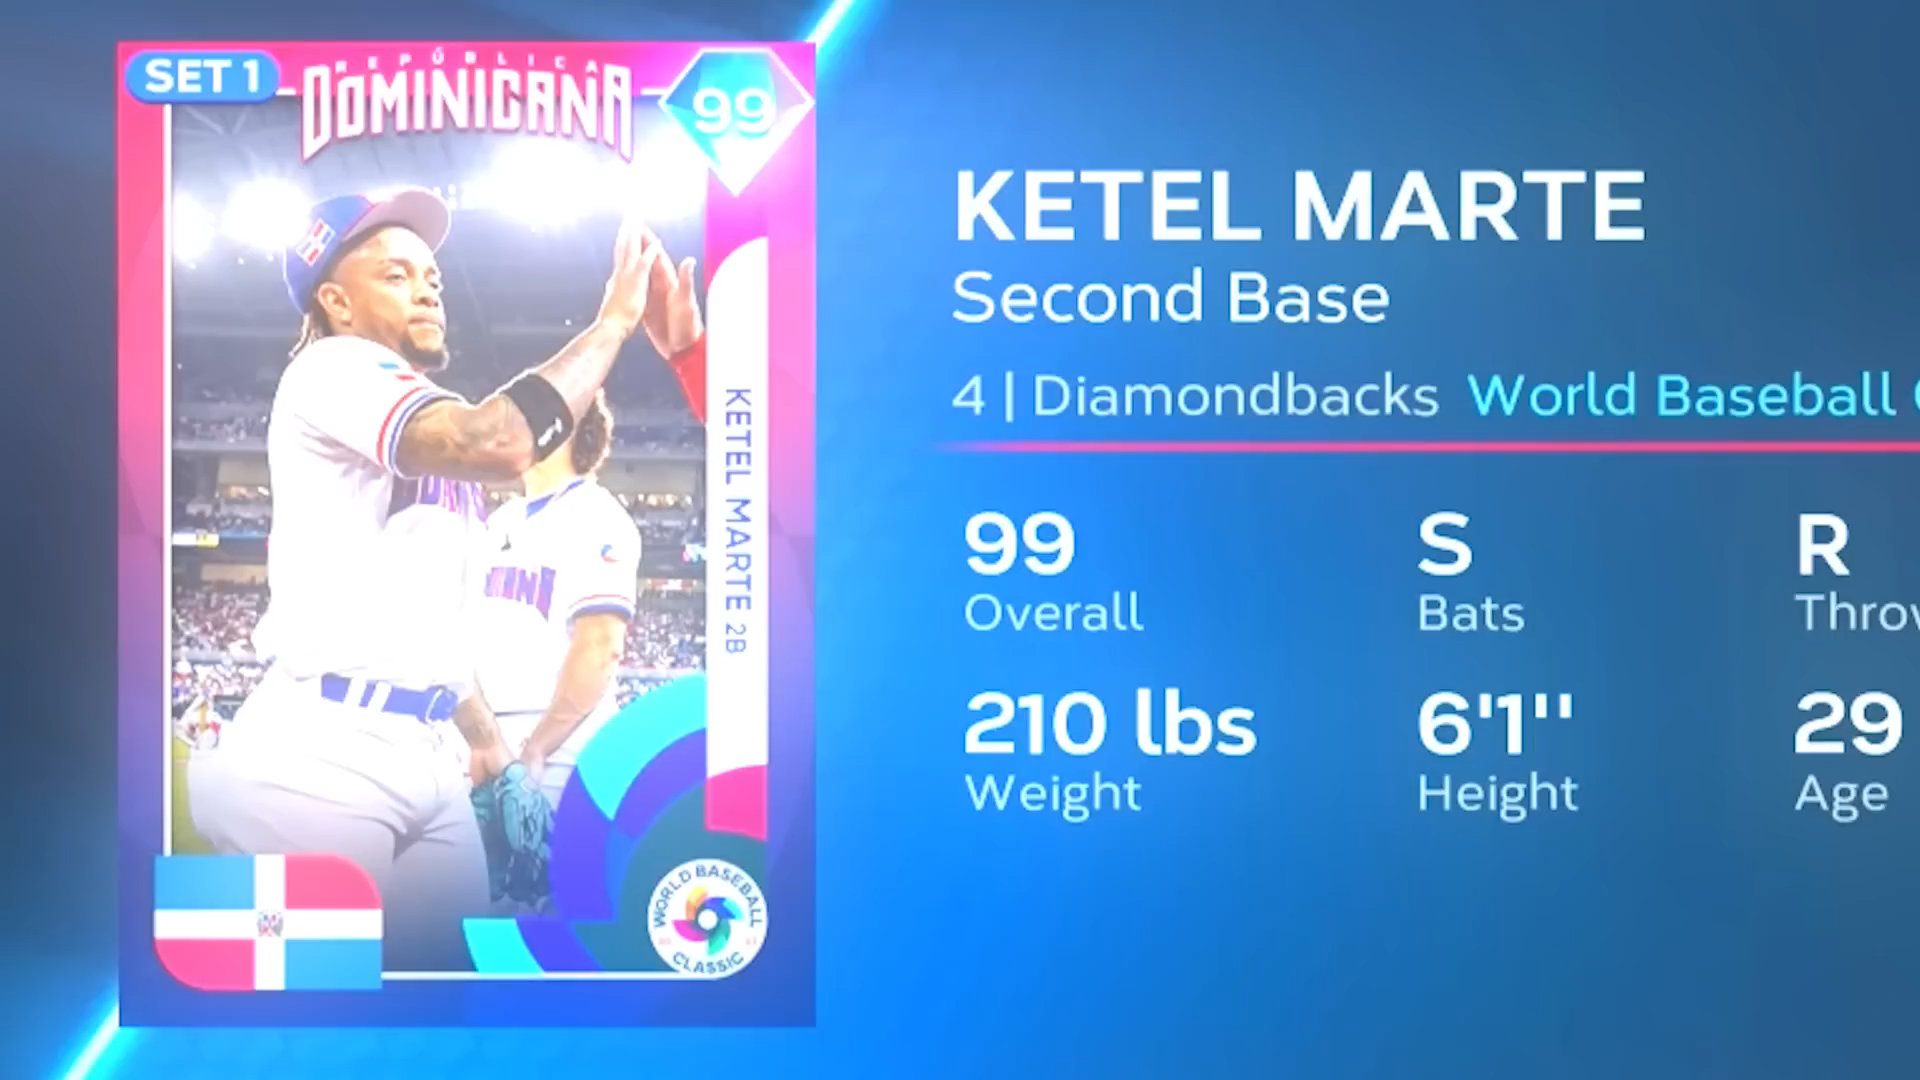 SET 1
REPÚBLICA
DOMINICANA
99
KETEL MARTE 2B
WORLD BASEBALL
CLASSIC
KETEL MARTE
Second Base
4 | Diamondbacks World Baseball
99 S R
Overall Bats Throw
210 lbs 6'1" 29
Weight Height Age